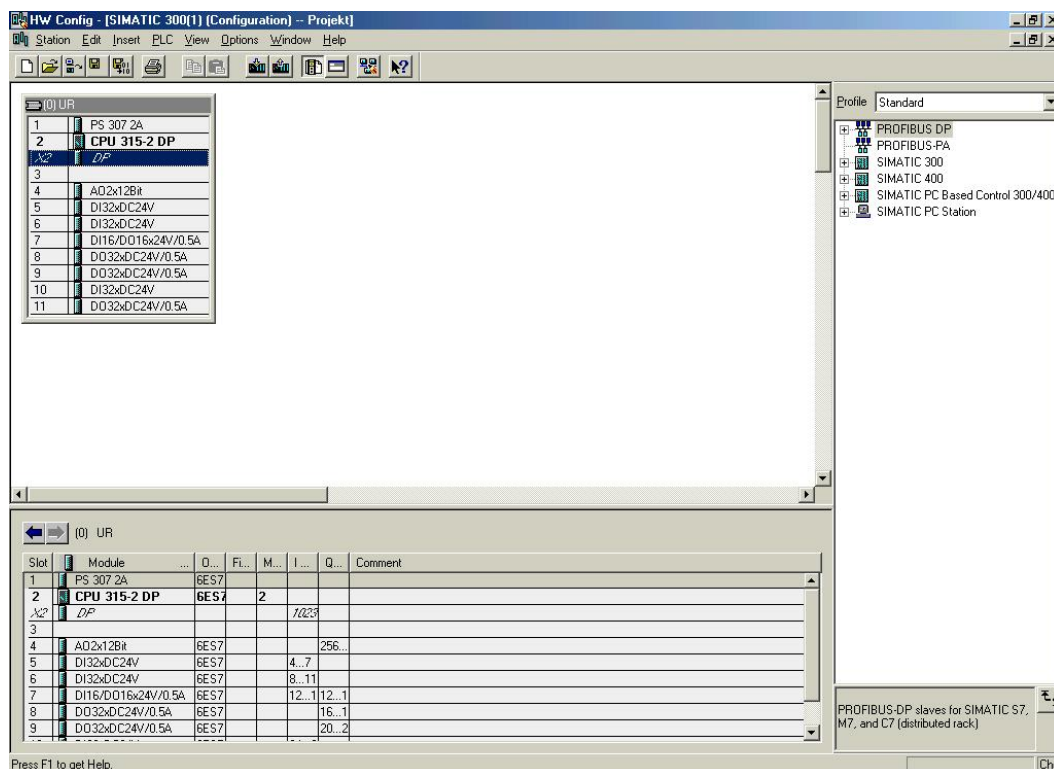 HW Config - [SIMATIC 300(1) (Configuration) -- Projekt]
Station Edit Insert PLC View Options Window Help
(0) UR
1 PS 307 2A
2 CPU 315-2 DP
X2 DP
3
4 AO2x12Bit
5 DI32xDC24V
6 DI32xDC24V
7 DI16/DO16x24V/0.5A
8 DO32xDC24V/0.5A
9 DO32xDC24V/0.5A
10 DI32xDC24V
11 DO32xDC24V/0.5A
Profile Standard
PROFIBUS DP
PROFIBUS-PA
SIMATIC 300
SIMATIC 400
SIMATIC PC Based Control 300/400
SIMATIC PC Station
(0) UR
Slot Module ... O... Fi... M... I ... Q... Comment
1 PS 307 2A 6ES7
2 CPU 315-2 DP 6ES7 2
X2 DP 1023
3
4 AO2x12Bit 6ES7 256...
5 DI32xDC24V 6ES7 4...7
6 DI32xDC24V 6ES7 8...11
7 DI16/DO16x24V/0.5A 6ES7 12...1 12...1
8 DO32xDC24V/0.5A 6ES7 16...1
9 DO32xDC24V/0.5A 6ES7 20...2
PROFIBUS-DP slaves for SIMATIC S7,
M7, and C7 (distributed rack)
Press F1 to get Help.
Ch